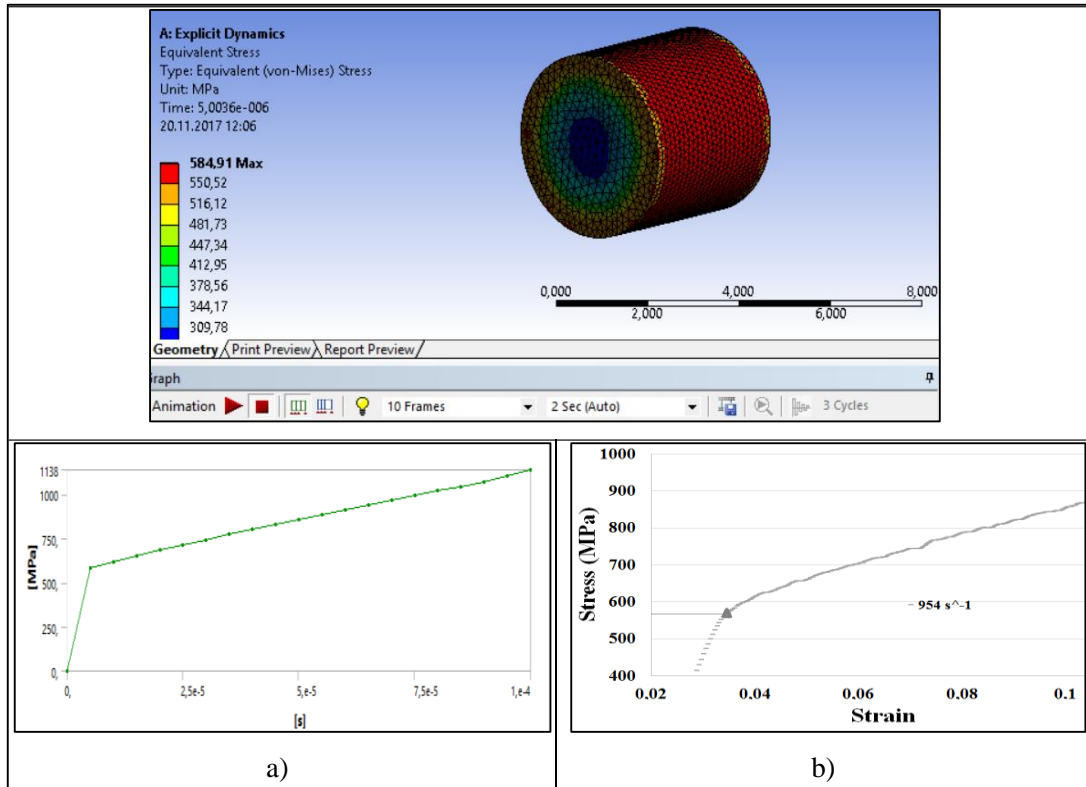 A: Explicit Dynamics
Equivalent Stress
Type: Equivalent (von-Mises) Stress
Unit: MPa
Time: 5,0036e-006
20.11.2017 12:06
584,91 Max
550,52
516,12
481,73
447,34
412,95
378,56
344,17
309,78
0,000 4,000 8,000
2,000 6,000
Geometry Print Preview Report Preview
Animation 10 Frames 2 Sec (Auto) 3 Cycles
1138
1000,
750,
500,
250,
0,
[MPa]
0, 2,5e-5 5,e-5 7,5e-5 1,e-4
[s]
a)
1000
900
800
700
600
500
400
Stress (MPa)
954 s^-1
0.02 0.04 0.06 0.08 0.1
Strain
b)